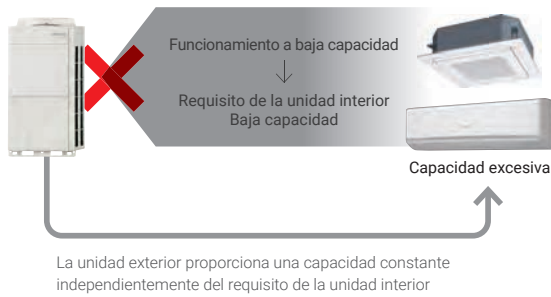 Funcionamiento a baja capacidad
Requisito de la unidad interior
Baja capacidad
Capacidad excesiva
La unidad exterior proporciona una capacidad constante
independientemente del requisito de la unidad interior